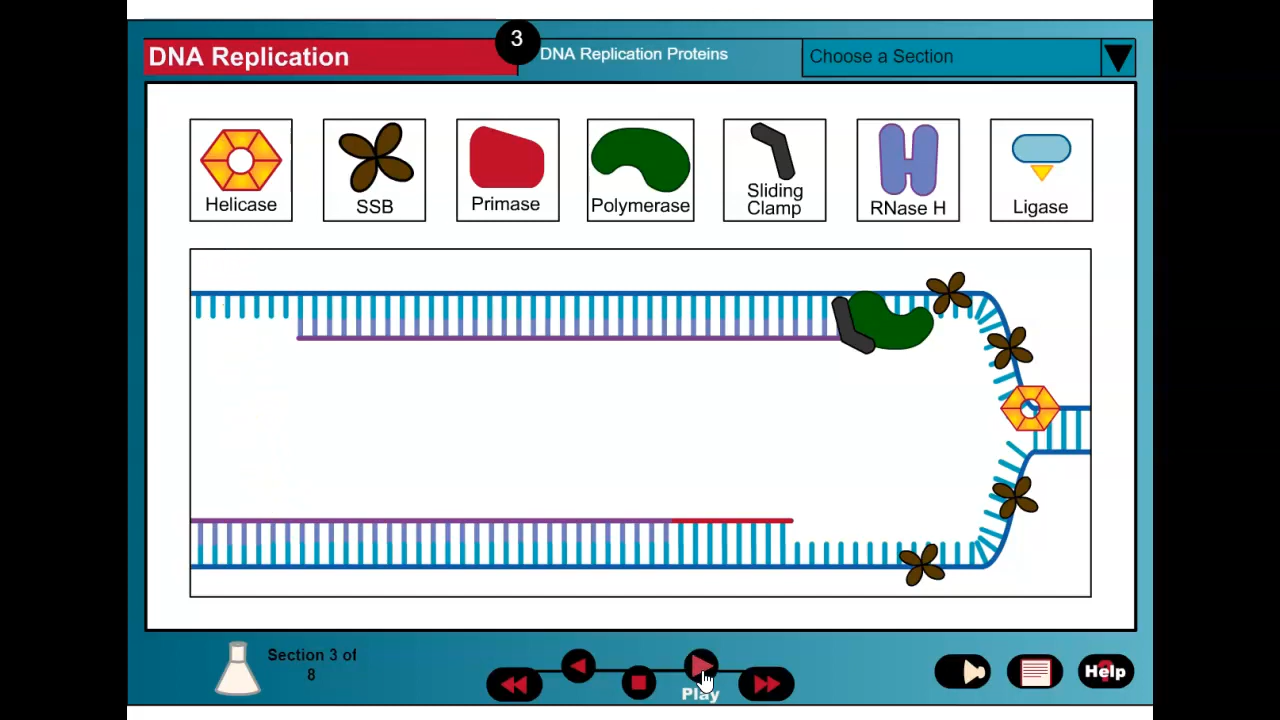 3
DNA Replication
DNA Replication Proteins
Choose a Section
Helicase
SSB
Primase
Polymerase
Sliding
Clamp
RNase H
Ligase
Section 3 of
8
Play
Help